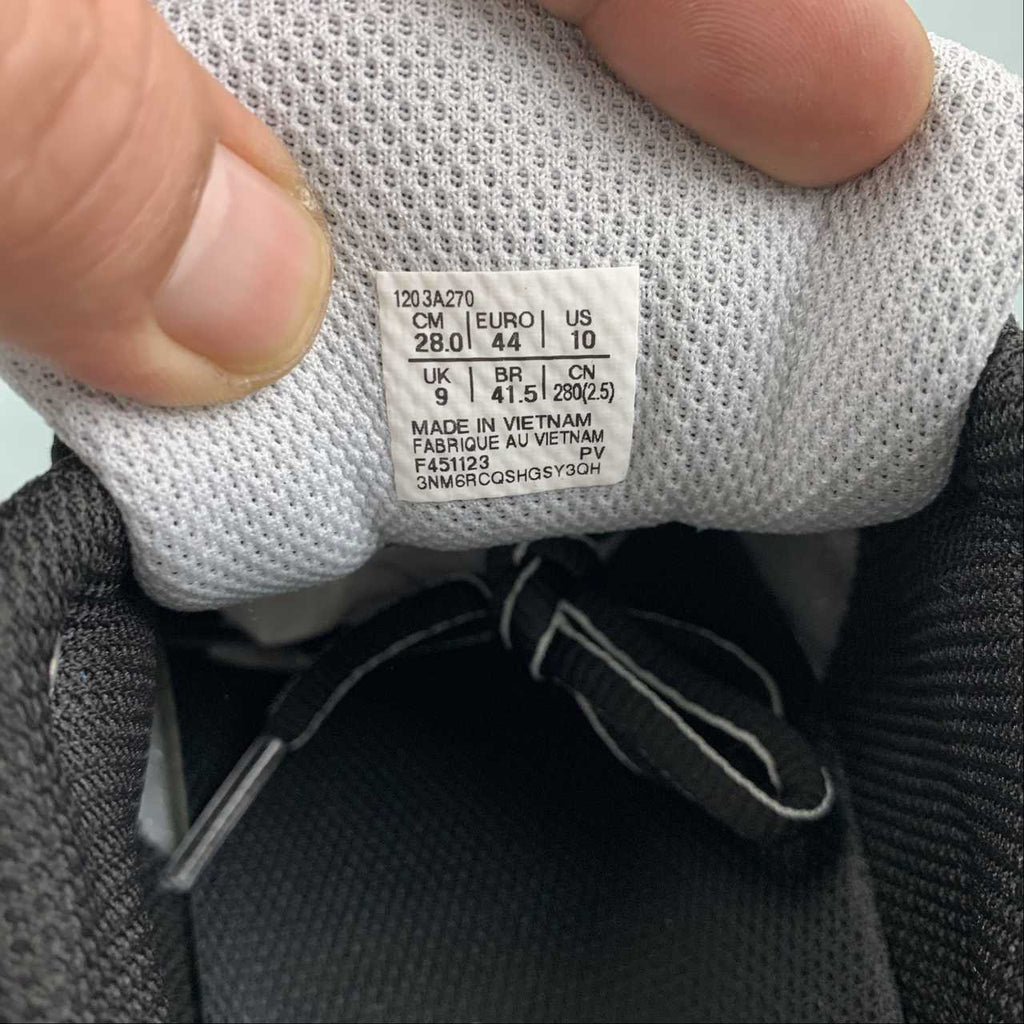 1203A270
CM EURO US
28.0 44 10
UK BR CN
9 41.5 280(2.5)
MADE IN VIETNAM
FABRIQUE AU VIETNAM
F451123 PV
3NM6RCQSHGSY3QH